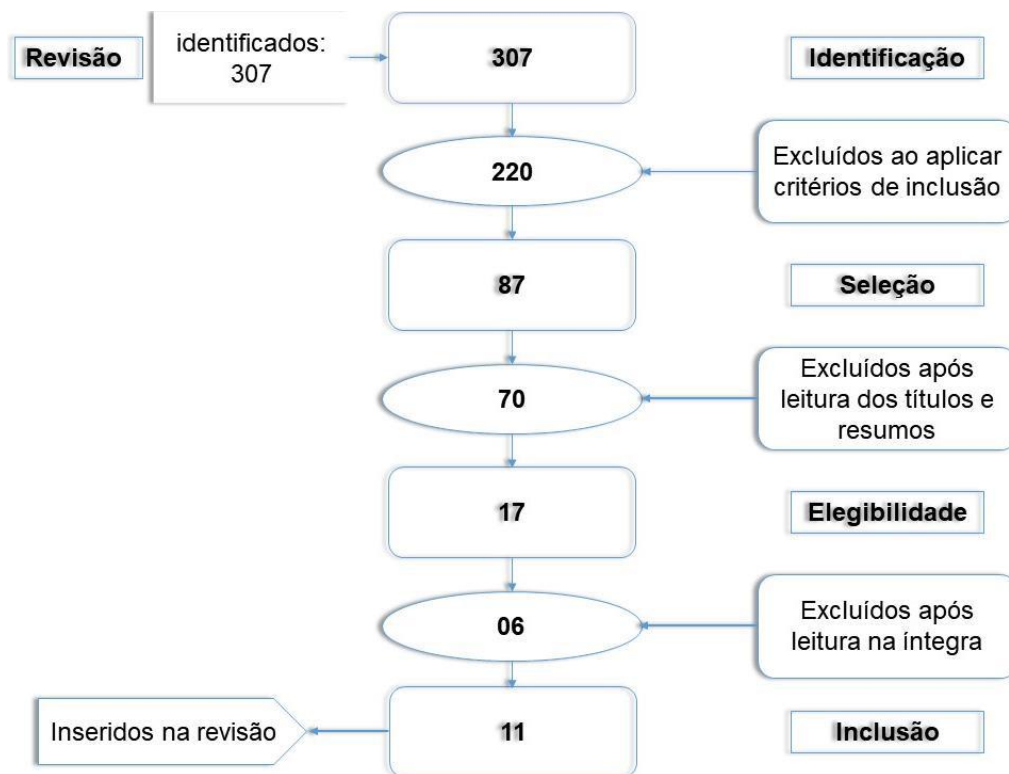 Revisão
identificados:
307
307
Identificação
220
Excluídos ao aplicar
critérios de inclusão
87
Seleção
70
Excluídos após
leitura dos títulos e
resumos
17
Elegibilidade
06
Excluídos após
leitura na íntegra
Inseridos na revisão
11
Inclusão